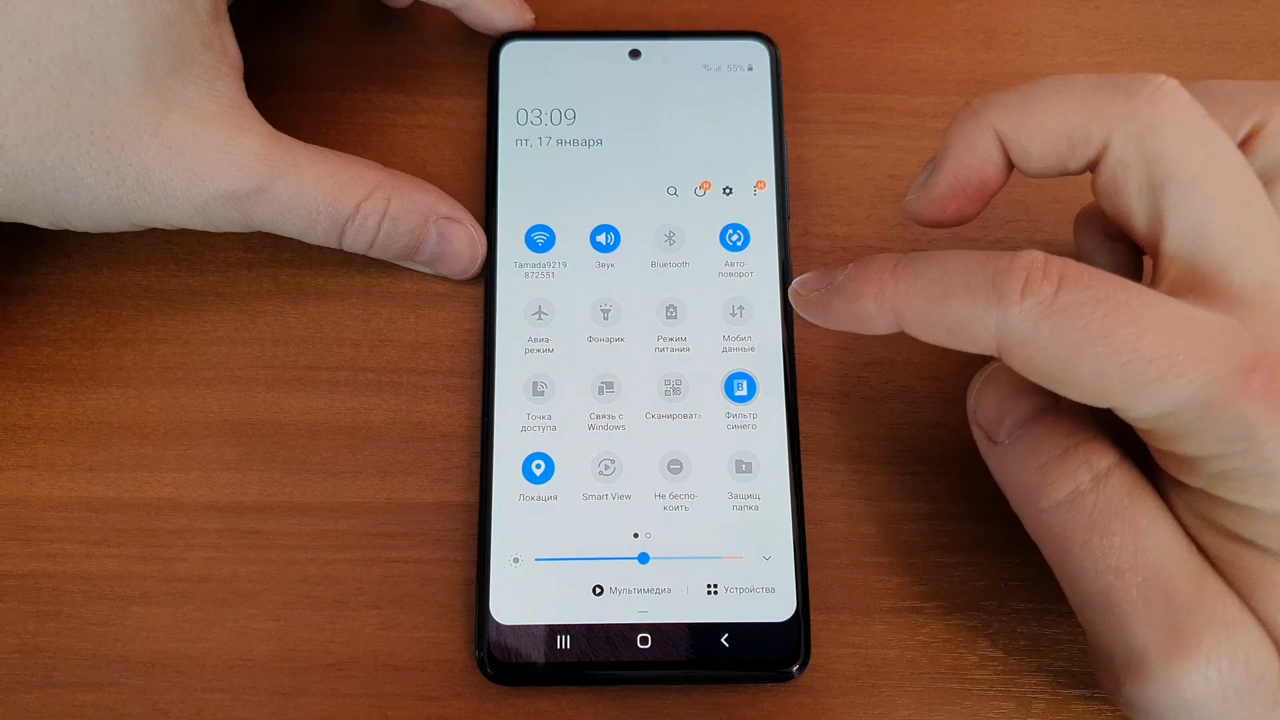 55%
03:09
пт, 17 января
Н
Н
Tamada9219
872551
Звук
Bluetooth
Авто-
поворот
Авиа-
режим
Фонарик
Режим
питания
Мобил.
данные
Точка
доступа
Связь с
Windows
Сканировать
B
Фильтр
синего
Локация
Smart View
Не беспо-
коить
Защищ.
папка
Мультимедиа | Устройства